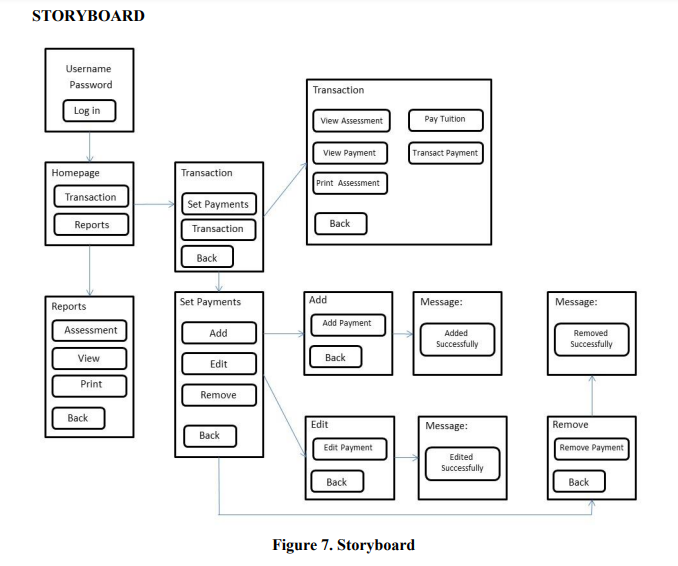 STORYBOARD
Username
Password
Log in
Homepage
Transaction
Reports
Transaction
Set Payments
Transaction
Back
Transaction
View Assessment
Pay Tuition
View Payment
Transact Payment
Print Assessment
Back
Reports
Assessment
View
Print
Back
Set Payments
Add
Edit
Remove
Back
Add
Add Payment
Back
Message:
Added
Successfully
Message:
Removed
Successfully
Edit
Edit Payment
Back
Message:
Edited
Successfully
Remove
Remove Payment
Back
Figure 7. Storyboard